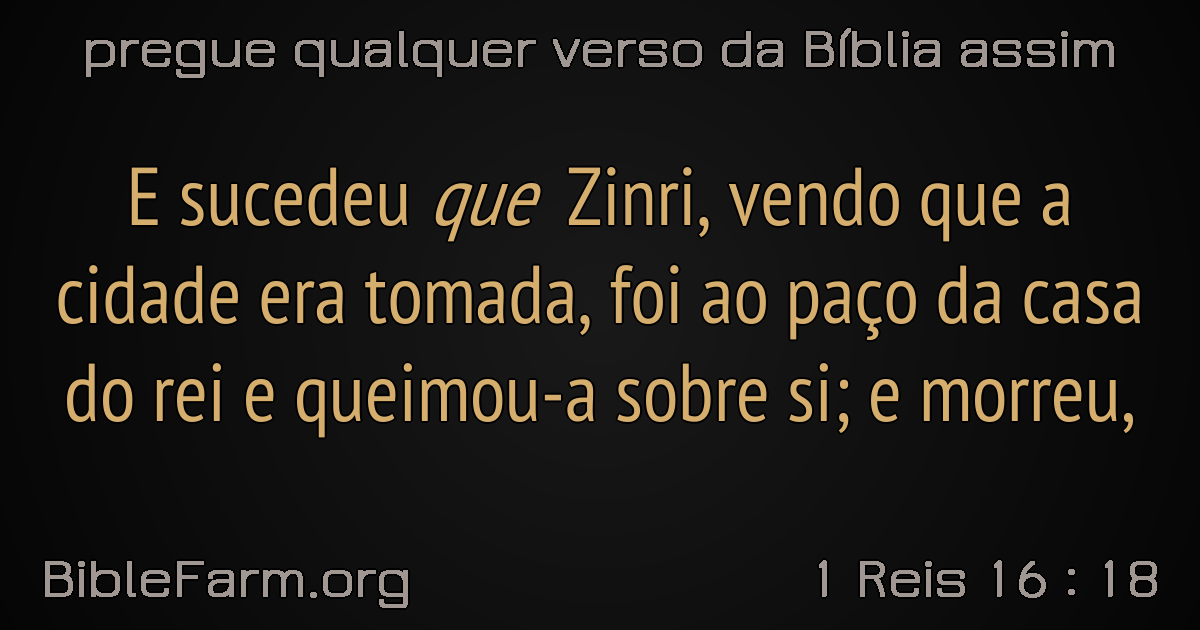 pregue qualquer verso da Bíblia assim
E sucedeu que Zinri, vendo que a
cidade era tomada, foi ao paço da casa
do rei e queimou-a sobre si; e morreu,
BibleFarm.org
1 Reis 16 : 18